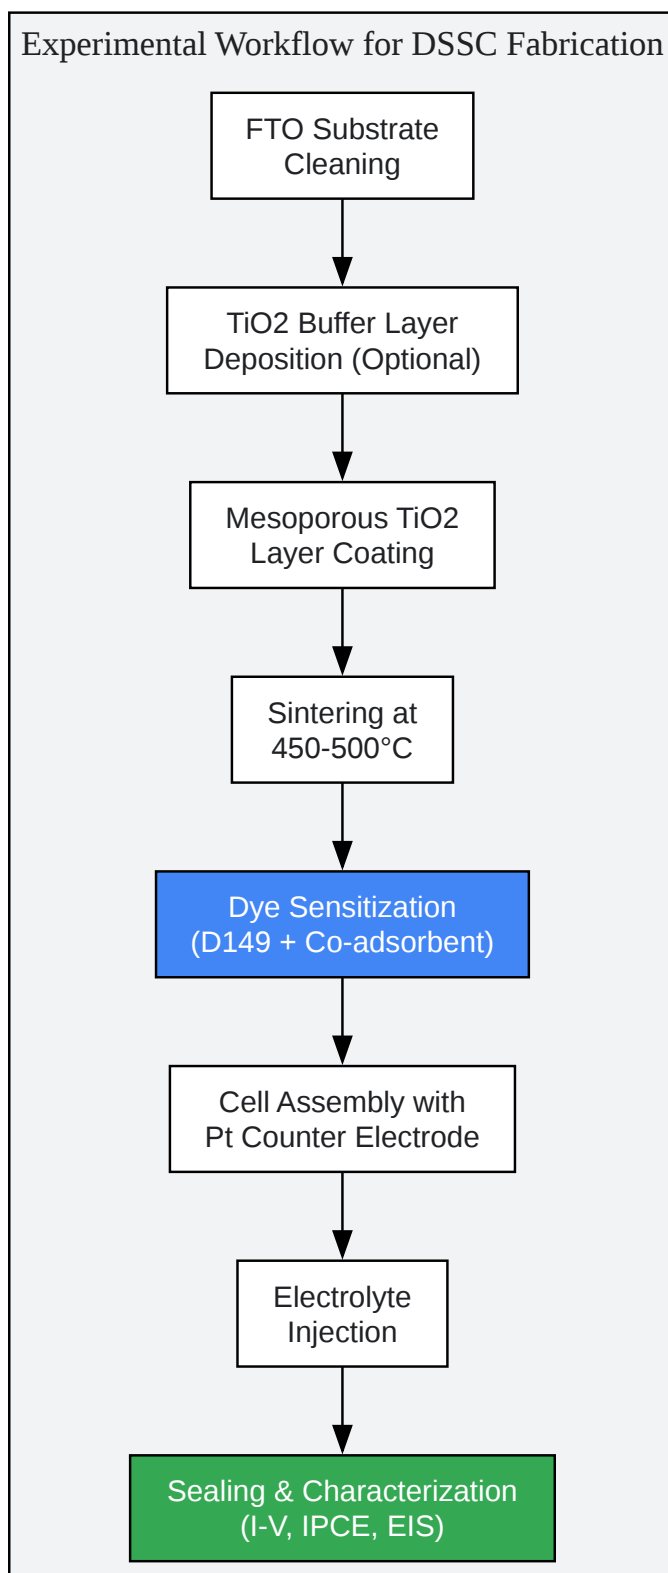 Experimental Workflow for DSSC Fabrication
FTO Substrate
Cleaning
TiO2 Buffer Layer
Deposition (Optional)
Mesoporous TiO2
Layer Coating
Sintering at
450-500°C
Dye Sensitization
(D149 + Co-adsorbent)
Cell Assembly with
Pt Counter Electrode
Electrolyte
Injection
Sealing & Characterization
(I-V, IPCE, EIS)